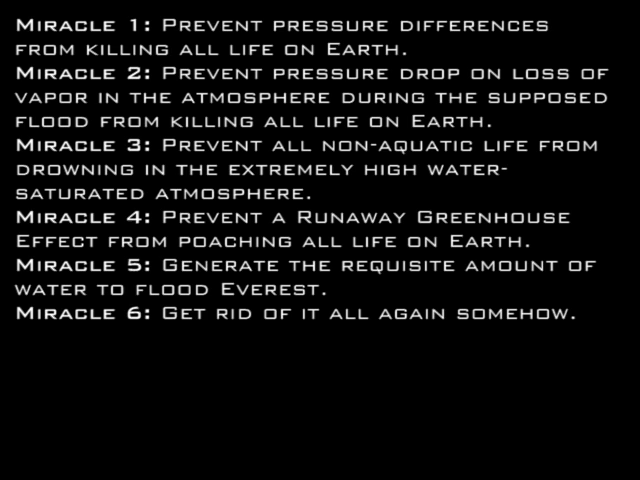 Miracle 1: Prevent pressure differences
from killing all life on Earth.
Miracle 2: Prevent pressure drop on loss of
vapor in the atmosphere during the supposed
flood from killing all life on Earth.
Miracle 3: Prevent all non-aquatic life from
drowning in the extremely high water-
saturated atmosphere.
Miracle 4: Prevent a Runaway Greenhouse
Effect from poaching all life on Earth.
Miracle 5: Generate the requisite amount of
water to flood Everest.
Miracle 6: Get rid of it all again somehow.